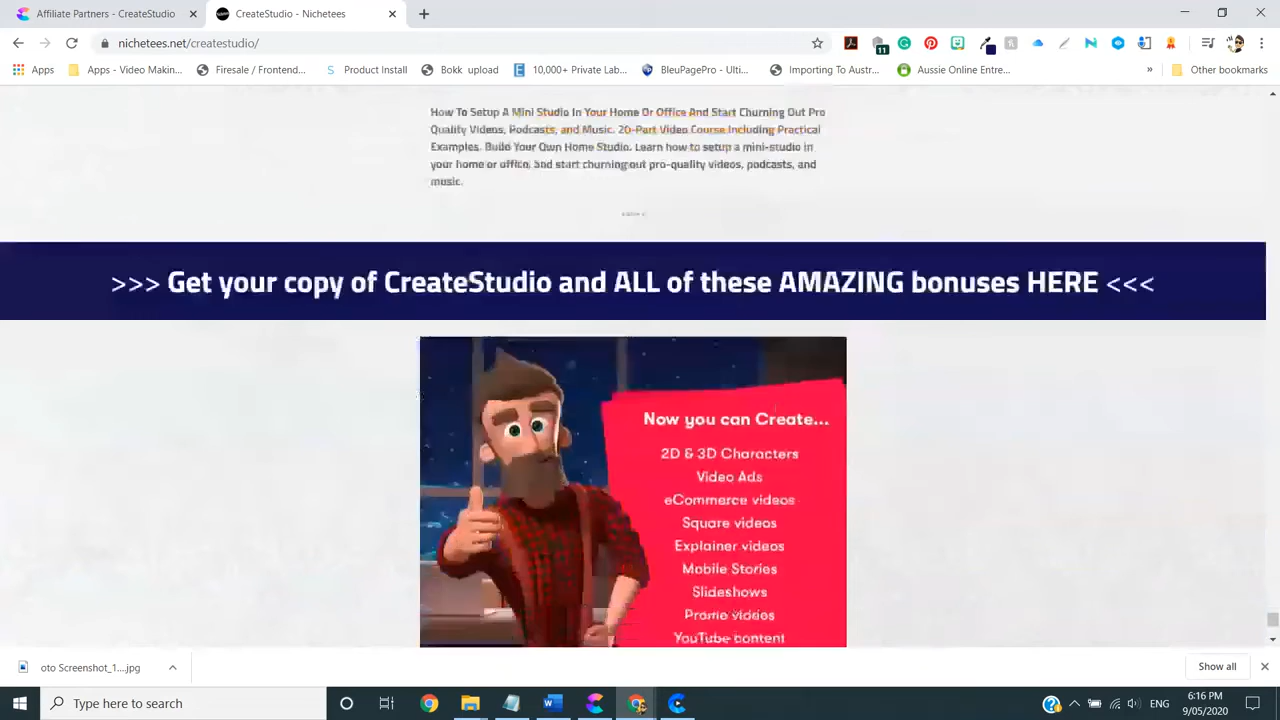 Affiliate Partners - CreateStudio
CreateStudio - Nichetees
nichetees.net/createstudio/
11
Apps
Apps - Video Makin...
Firesale / Frontend...
Product Install
Bokk upload
10,000+ Private Lab...
BleuPagePro - Ulti...
Importing To Austr...
Aussie Online Entre...
»
Other bookmarks
How To Setup A Mini Studio In Your Home Or Office And Start Churning Out Pro
Quality Videos, Podcasts, and Music. 20-Part Video Course Including Practical
Examples. Build Your Own Home Studio. Learn how to setup a mini-studio in
your home or office and start churning out pro-quality videos, podcasts, and
music.
>>> Get your copy of CreateStudio and ALL of these AMAZING bonuses HERE <<<
Now you can Create...
2D & 3D Characters
Video Ads
eCommerce videos
Square videos
Explainer videos
Mobile Stories
Slideshows
Promo videos
YouTube content
oto Screenshot_1....jpg
Show all
Type here to search
ENG
6:16 PM
9/05/2020